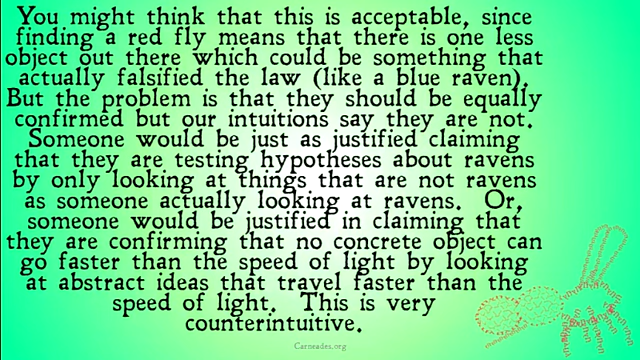 You might think that this is acceptable, since
finding a red fly means that there is one less
object out there which could be something that
actually falsified the law (like a blue raven).
But the problem is that they should be equally
confirmed but our intuitions say they are not.
Someone would be just as justified claiming
that they are testing hypotheses about ravens
by only looking at things that are not ravens
as someone actually looking at ravens. Or,
someone would be justified in claiming that
they are confirming that no concrete object can
go faster than the speed of light by looking
at abstract ideas that travel faster than the
speed of light. This is very
counterintuitive.
Carneades.org